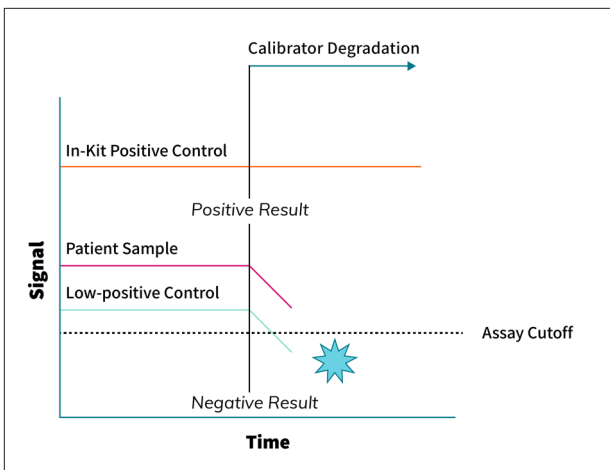 Calibrator Degradation
In-Kit Positive Control
Positive Result
Patient Sample
Low-positive Control
Assay Cutoff
Negative Result
Signal
Time